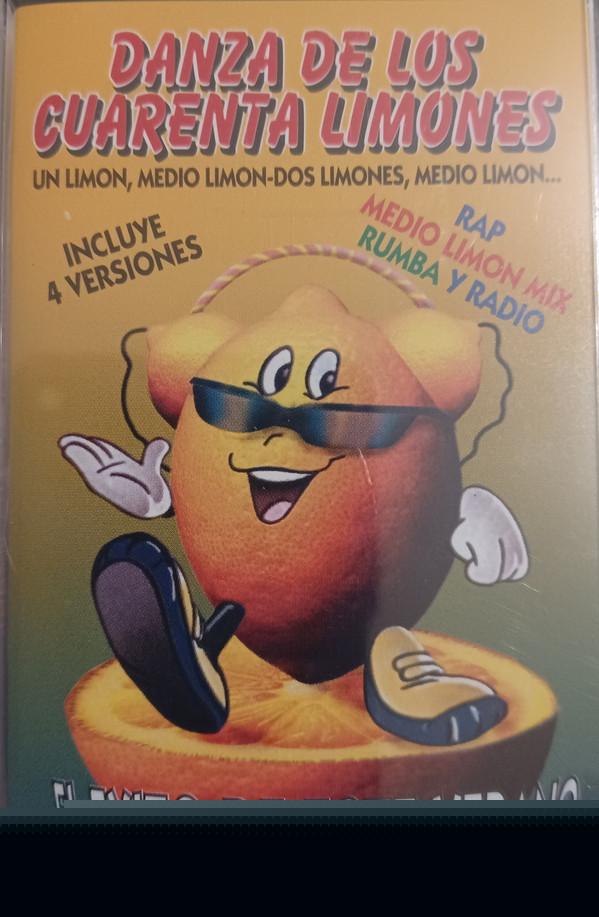 DANZA DE LOS
CUARENTA LIMONES
UN LIMON, MEDIO LIMON-DOS LIMONES, MEDIO LIMON...
INCLUYE
4 VERSIONES
RAP
MEDIO LIMON MIX
RUMBA Y RADIO